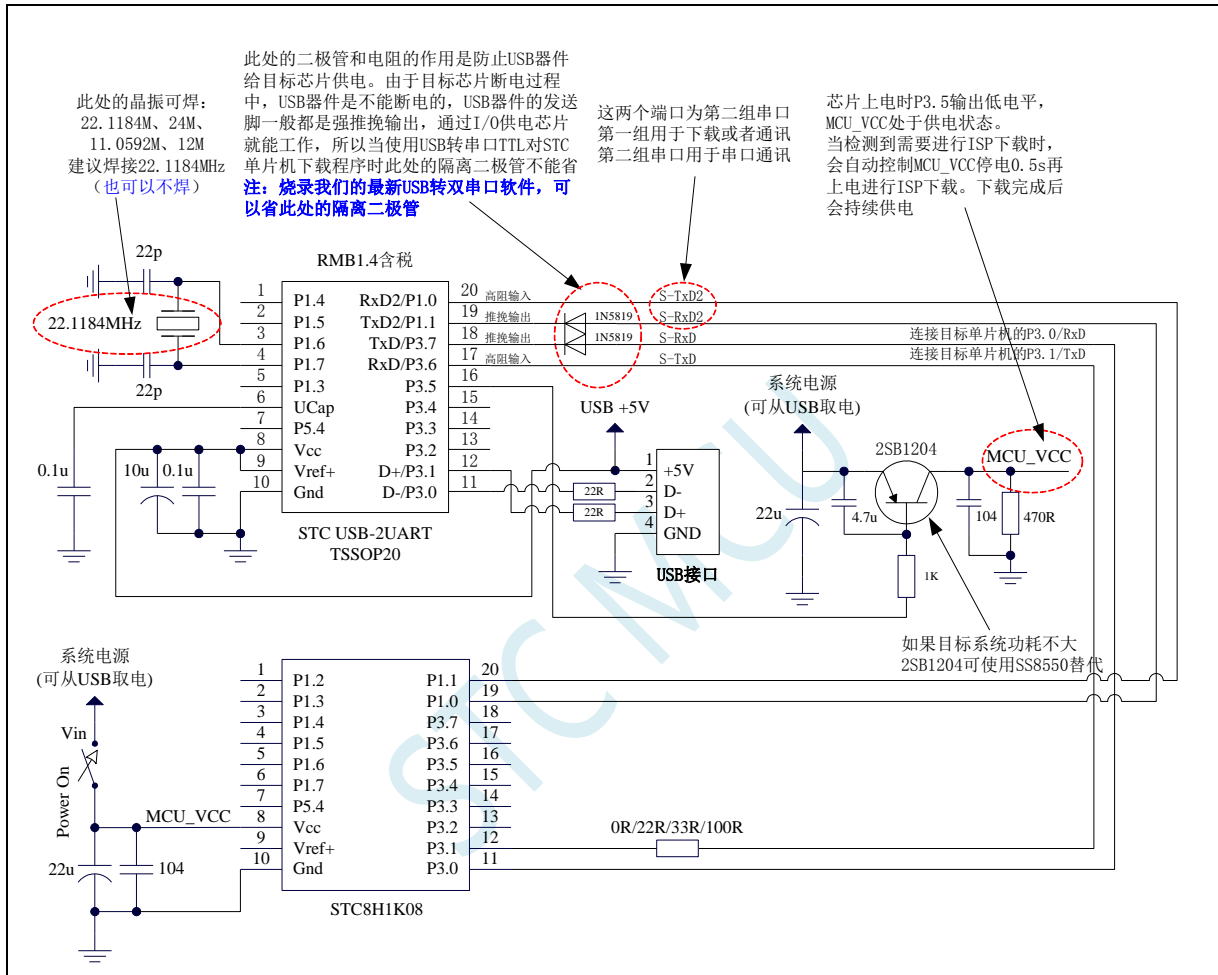 此处的二极管和电阻的作用是防止USB器件
给目标芯片供电。由于目标芯片断电过程
中，USB器件是不能断电的，USB器件的发送
脚一般都是强推挽输出，通过I/O供电芯片
就能工作，所以当使用USB转串口TTL对STC
单片机下载程序时此处的隔离二极管不能省
注：烧录我们的最新USB转双串口软件，可
以省此处的隔离二极管
此处的晶振可焊：
22.1184M、24M、
11.0592M、12M
建议焊接22.1184MHz
（也可以不焊）
这两个端口为第二组串口
第一组用于下载或者通讯
第二组串口用于串口通讯
芯片上电时P3.5输出低电平，
MCU_VCC处于供电状态。
当检测到需要进行ISP下载时，
会自动控制MCU_VCC停电0.5s再
上电进行ISP下载。下载完成后
会持续供电
22p
22.1184MHz
22p
RMB1.4含税
1 P1.4 RxD2/P1.0 20 高阻输入 S-TxD2
2 P1.5 TxD2/P1.1 19 推挽输出 1N5819 S-RxD2
3 P1.6 TxD/P3.7 18 推挽输出 1N5819 S-RxD 连接目标单片机的P3.0/RxD
4 P1.7 RxD/P3.6 17 高阻输入 S-TxD 连接目标单片机的P3.1/TxD
5 P1.3 P3.5 16
6 UCap P3.4 15
7 P5.4 P3.3 14
8 Vcc P3.2 13
9 Vref+ D+/P3.1 12
10 Gnd D-/P3.0 11
STC USB-2UART
TSSOP20
0.1u
10u
0.1u
USB +5V
22R
22R
1 +5V
2 D-
3 D+
4 GND
USB接口
系统电源
(可从USB取电)
22u
4.7u
2SB1204
1K
104
470R
MCU_VCC
如果目标系统功耗不大
2SB1204可使用SS8550替代
STC MCU
系统电源
(可从USB取电)
Vin
Power On
MCU_VCC
22u
104
1 P1.2 P1.1 20
2 P1.3 P1.0 19
3 P1.4 P3.7 18
4 P1.5 P3.6 17
5 P1.6 P3.5 16
6 P1.7 P3.4 15
7 P5.4 P3.3 14
8 Vcc P3.2 13
9 Vref+ P3.1 12
10 Gnd P3.0 11
STC8H1K08
0R/22R/33R/100R